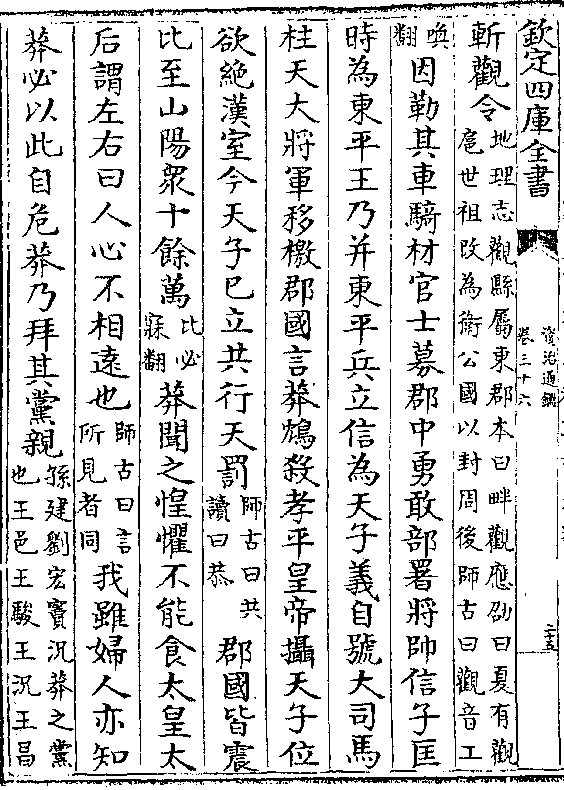 欽定四庫全書
資治通鑑
卷三十六
二十五
斬觀令地理志觀縣屬東郡本曰畔觀應劭曰夏有觀
扈世祖改為衛公國以封周後師古曰觀音工
喚
翻因勒其車騎材官士募郡中勇敢部署將帥信子匡
時為東平王乃并東平兵立信為天子義自號大司馬
柱天大將軍移檄郡國言莽鴆殺孝平皇帝攝天子位
欲絶漢室今天子已立共行天罰師古曰共
讀曰恭郡國皆震
比至山陽衆十餘萬比必
寐翻莽聞之惶懼不能食太皇太
后謂左右曰人心不相遠也師古曰言
所見者同我雖婦人亦知
莽必以此自危莽乃拜其黨親孫建劉宏竇況莽之黨
也王邑王駿王況王昌